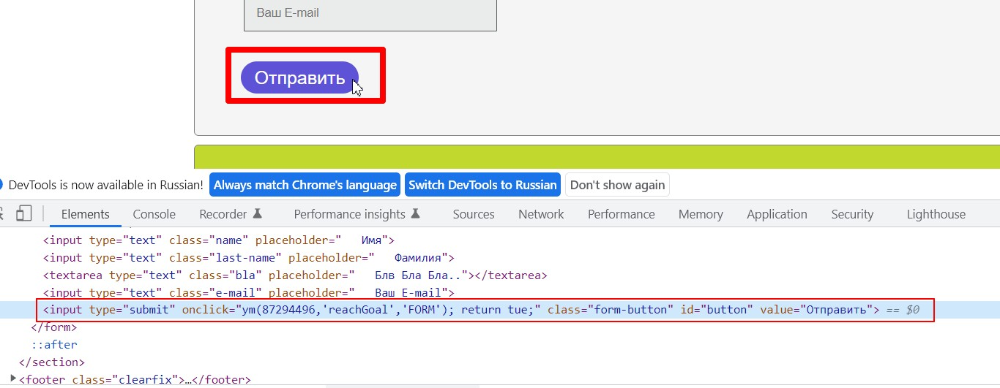 Ваш E-mail
Отправить
DevTools is now available in Russian! Always match Chrome's language Switch DevTools to Russian Don't show again
Elements Console Recorder Performance insights Sources Network Performance Memory Application Security Lighthouse
<input type="text" class="name" placeholder="   Имя">
<input type="text" class="last-name" placeholder="   Фамилия">
<textarea type="text" class="bla" placeholder="   Блв Бла Бла.."></textarea>
<input type="text" class="e-mail" placeholder="   Ваш E-mail">
<input type="submit" onclick="ym(87294496,'reachGoal','FORM'); return tue;" class="form-button" id="button" value="Отправить"> == $0
</form>
::after
</section>
<footer class="clearfix">…</footer>